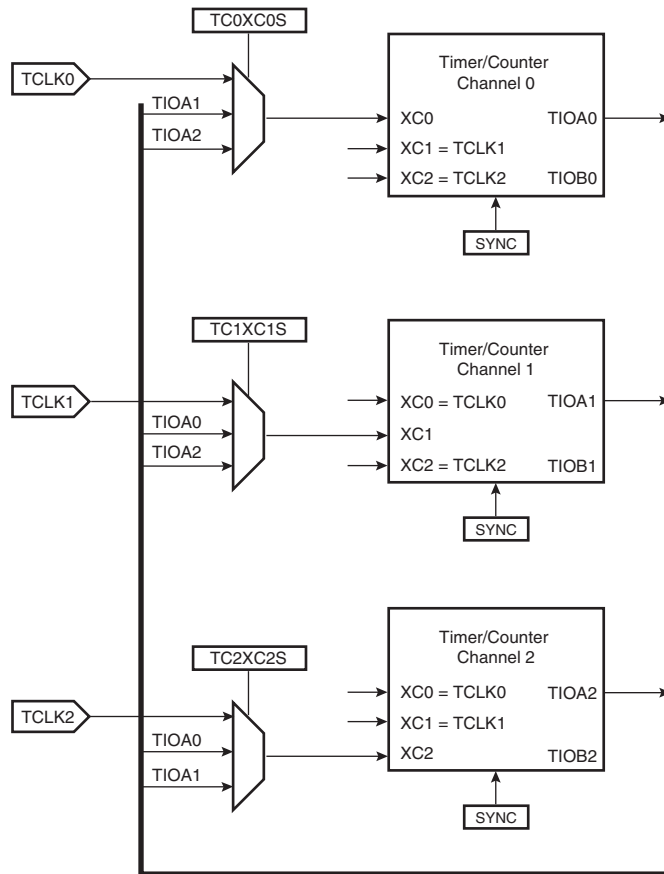 TC0XC0S
TCLK0
TIOA1
TIOA2
Timer/Counter
Channel 0
XC0
TIOA0
XC1 = TCLK1
XC2 = TCLK2
TIOB0
SYNC
TC1XC1S
TCLK1
TIOA0
TIOA2
Timer/Counter
Channel 1
XC0 = TCLK0
TIOA1
XC1
XC2 = TCLK2
TIOB1
SYNC
TC2XC2S
TCLK2
TIOA0
TIOA1
Timer/Counter
Channel 2
XC0 = TCLK0
TIOA2
XC1 = TCLK1
XC2
TIOB2
SYNC